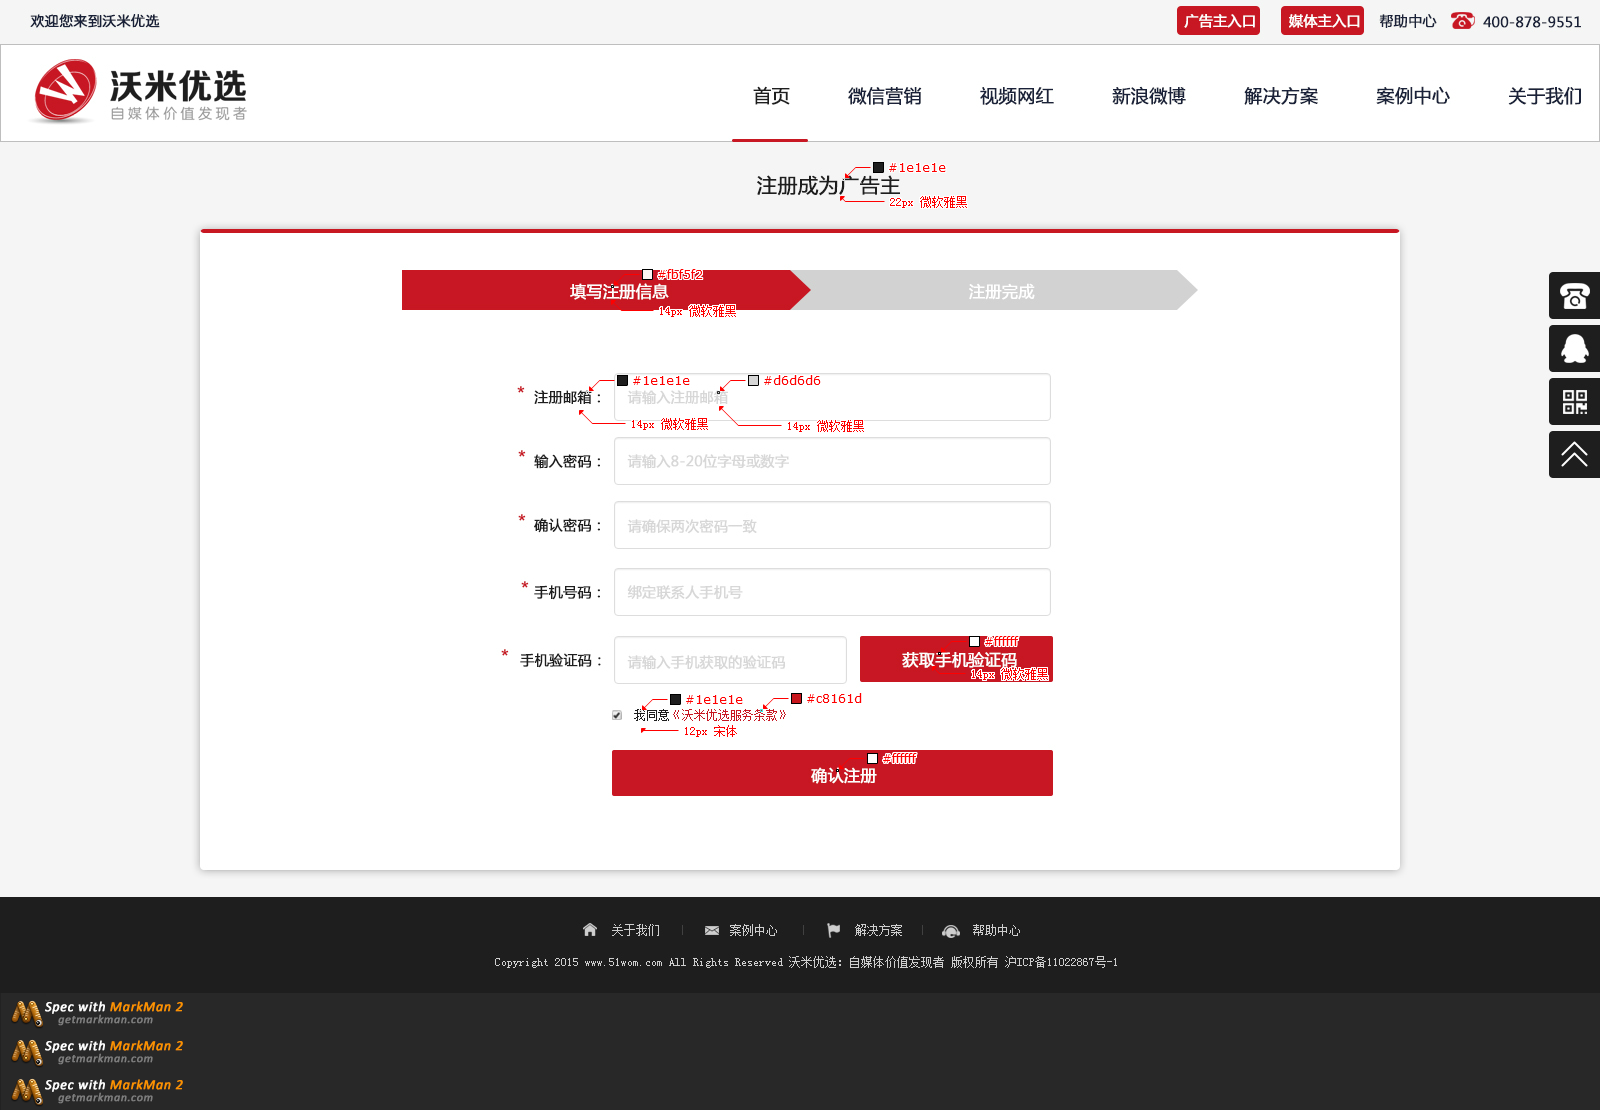 欢迎您来到沃米优选
广告主入口 媒体主入口 帮助中心 400-878-9551
沃米优选
自媒体价值发现者
首页 微信营销 视频网红 新浪微博 解决方案 案例中心 关于我们
#1e1e1e
注册成为广告主
22px 微软雅黑
#fbf5f2
填写注册信息 注册完成
14px 微软雅黑
#1e1e1e #d6d6d6
* 注册邮箱： 请输入注册邮箱
14px 微软雅黑 14px 微软雅黑
* 输入密码： 请输入8-20位字母或数字
* 确认密码： 请确保两次密码一致
* 手机号码： 绑定联系人手机号
#ffffff
* 手机验证码： 请输入手机获取的验证码 获取手机验证码
14px 微软雅黑
#1e1e1e #c8161d
我同意《沃米优选服务条款》
12px 宋体
#ffffff
确认注册
关于我们 案例中心 解决方案 帮助中心
Copyright 2015 www.51wom.com All Rights Reserved 沃米优选：自媒体价值发现者 版权所有 沪ICP备11022867号-1
Spec with MarkMan 2
getmarkman.com
Spec with MarkMan 2
getmarkman.com
Spec with MarkMan 2
getmarkman.com